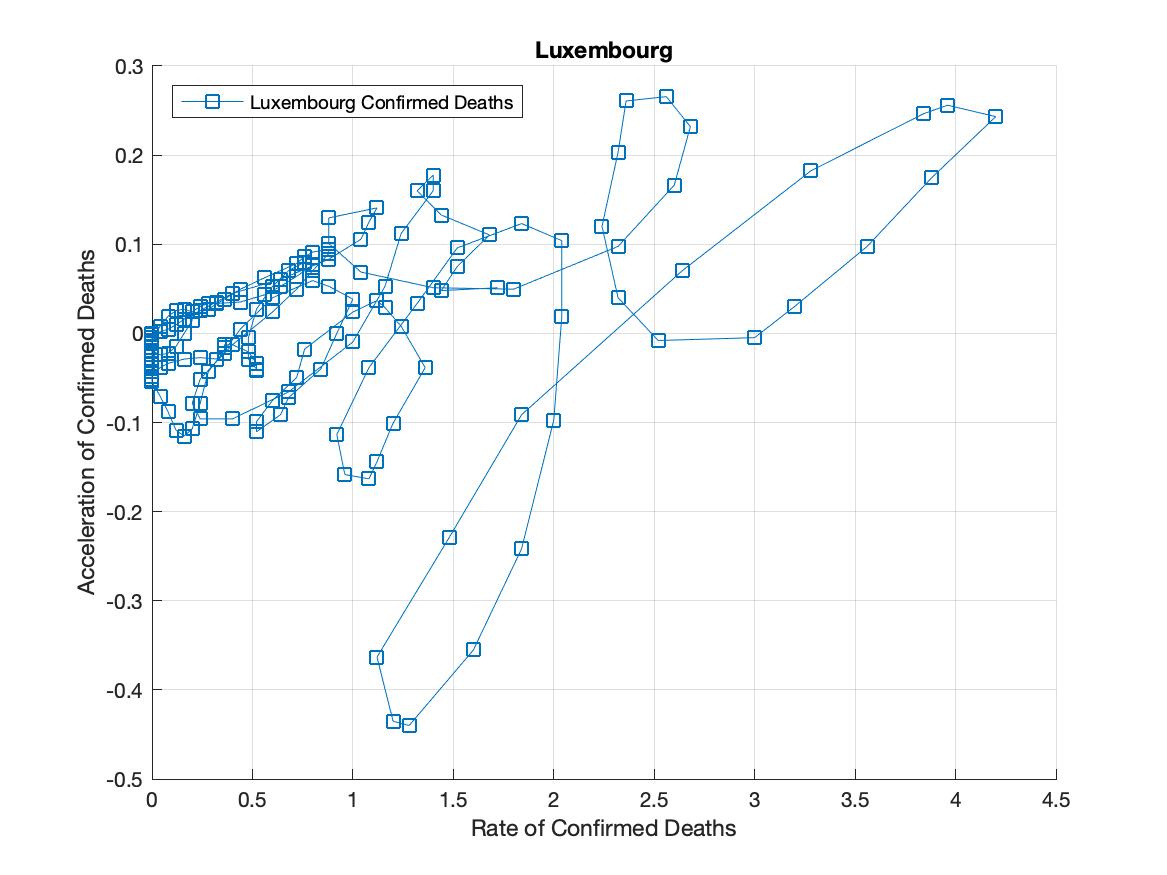 Luxembourg
Luxembourg Confirmed Deaths
0.3
0.2
0.1
0
-0.1
-0.2
-0.3
-0.4
-0.5
Acceleration of Confirmed Deaths
0 0.5 1 1.5 2 2.5 3 3.5 4 4.5
Rate of Confirmed Deaths